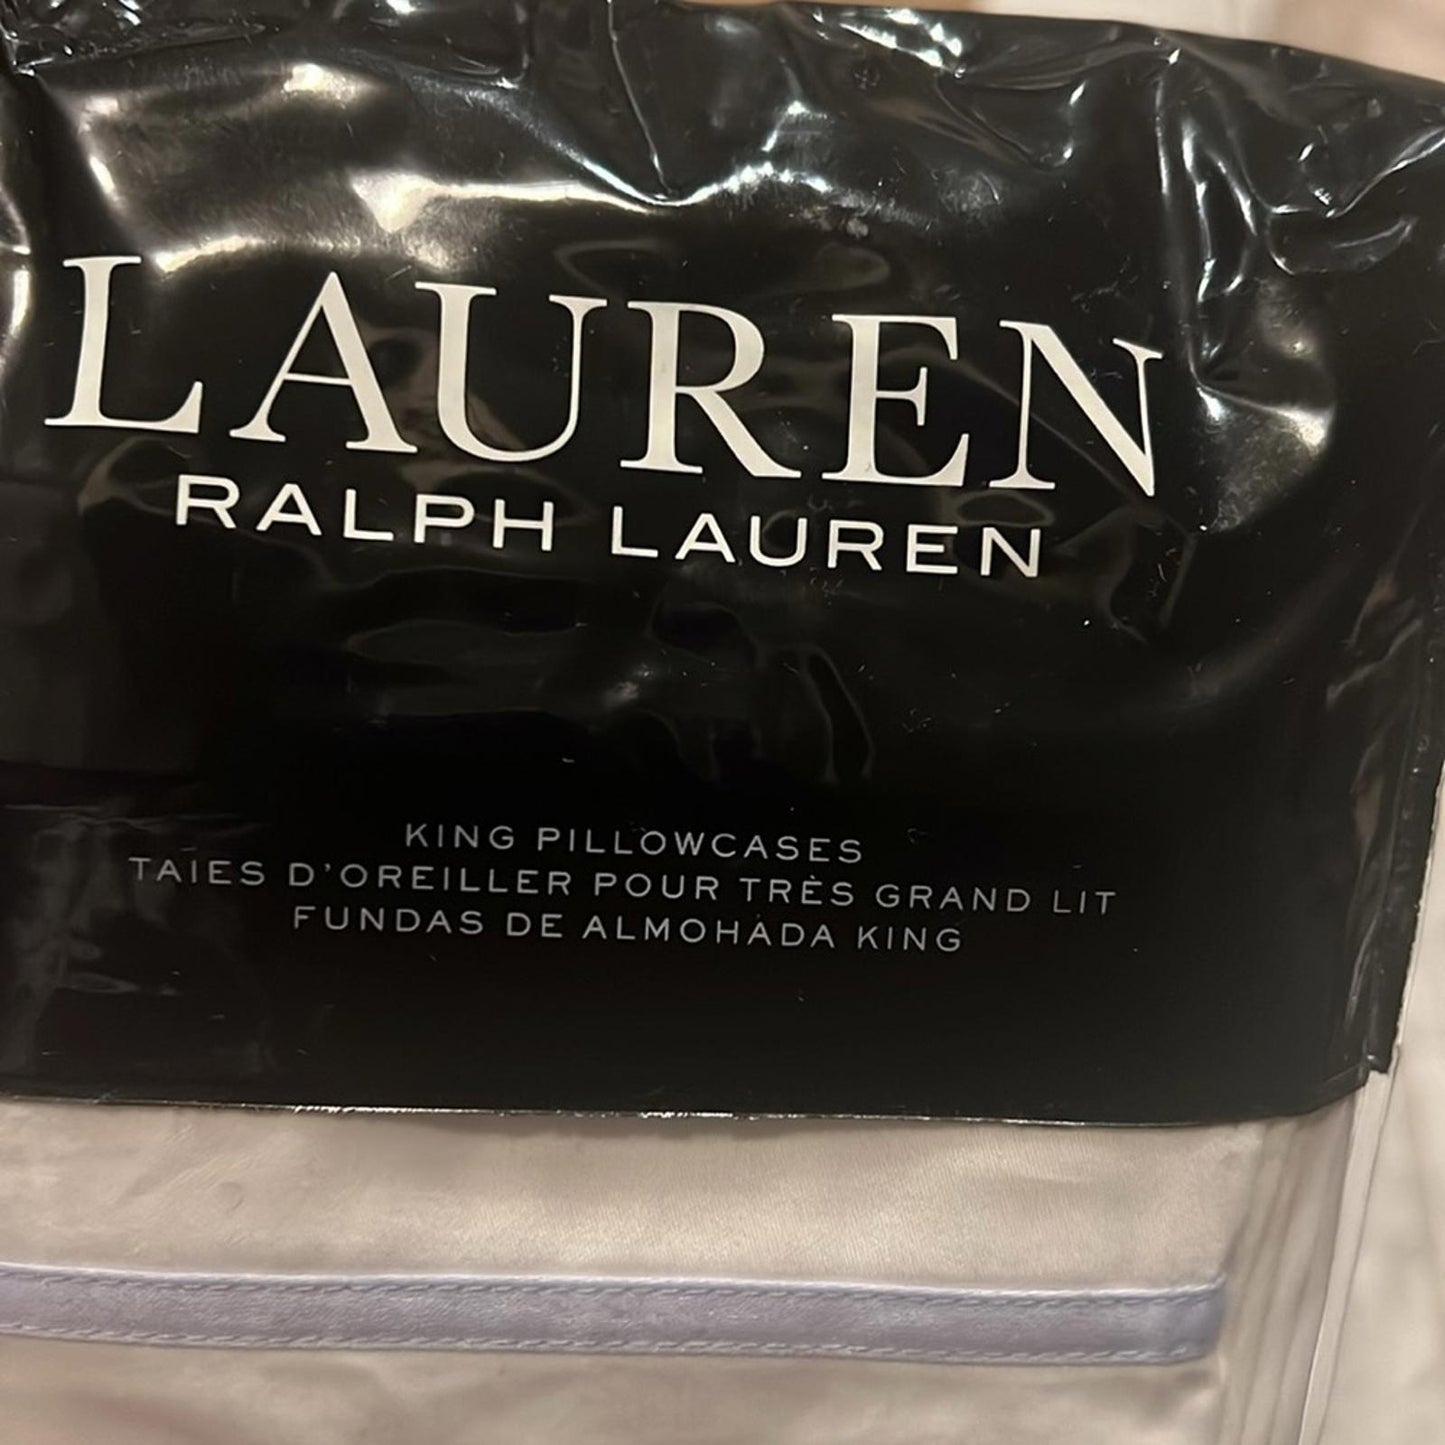 LAUREN
RALPH LAUREN
KING PILLOWCASES
TAIES D'OREILLER POUR TRÈS GRAND LIT
FUNDAS DE ALMOHADA KING